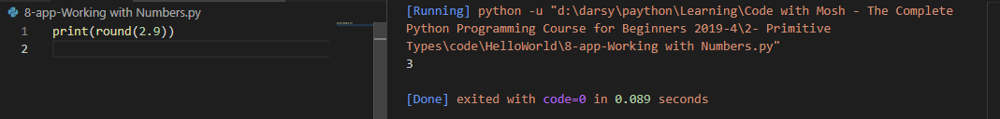 8-app-Working with Numbers.py
1 print(round(2.9))
2
[Running] python -u "d:\darsy\paython\Learning\Code with Mosh - The Complete
Python Programming Course for Beginners 2019-4\2- Primitive
Types\code\HelloWorld\8-app-Working with Numbers.py"
3
[Done] exited with code=0 in 0.089 seconds